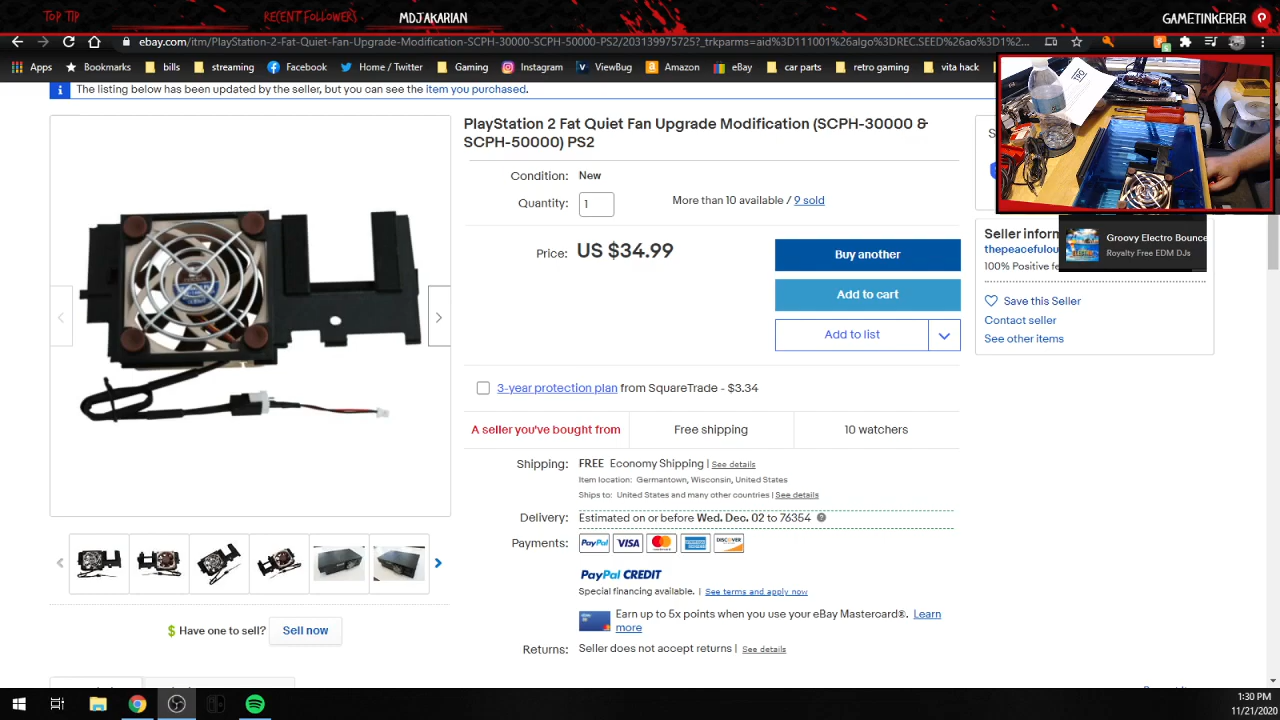 TOP TIP
RECENT FOLLOWERS
MDJAKARIAN
GAMETINKERER
ebay.com/itm/PlayStation-2-Fat-Quiet-Fan-Upgrade-Modification-SCPH-30000-SCPH-50000-PS2/203139975725?_trkparms=aid%3D111001%26algo%3DREC.SEED%26ao%3D1%2...
Apps
Bookmarks
bills
streaming
Facebook
Home / Twitter
Gaming
Instagram
ViewBug
Amazon
eBay
car parts
retro gaming
vita hack
The listing below has been updated by the seller, but you can see the item you purchased.
PlayStation 2 Fat Quiet Fan Upgrade Modification (SCPH-30000 &
SCPH-50000) PS2
Condition: New
Quantity: 1
More than 10 available / 9 sold
Price: US $34.99
Buy another
Add to cart
Add to list
3-year protection plan from SquareTrade - $3.34
A seller you've bought from
Free shipping
10 watchers
Shipping: FREE Economy Shipping | See details
Item location: Germantown, Wisconsin, United States
Ships to: United States and many other countries | See details
Delivery: Estimated on or before Wed. Dec. 02 to 76354
Payments: PayPal VISA
DISCOVER
PayPal CREDIT
Special financing available. | See terms and apply now
Earn up to 5x points when you use your eBay Mastercard®. Learn
more
Returns: Seller does not accept returns | See details
Have one to sell? Sell now
Seller inform
thepeacefulou
100% Positive fe
Groovy Electro Bounce
Royalty Free EDM DJs
Save this Seller
Contact seller
See other items
1:30 PM
11/21/2020